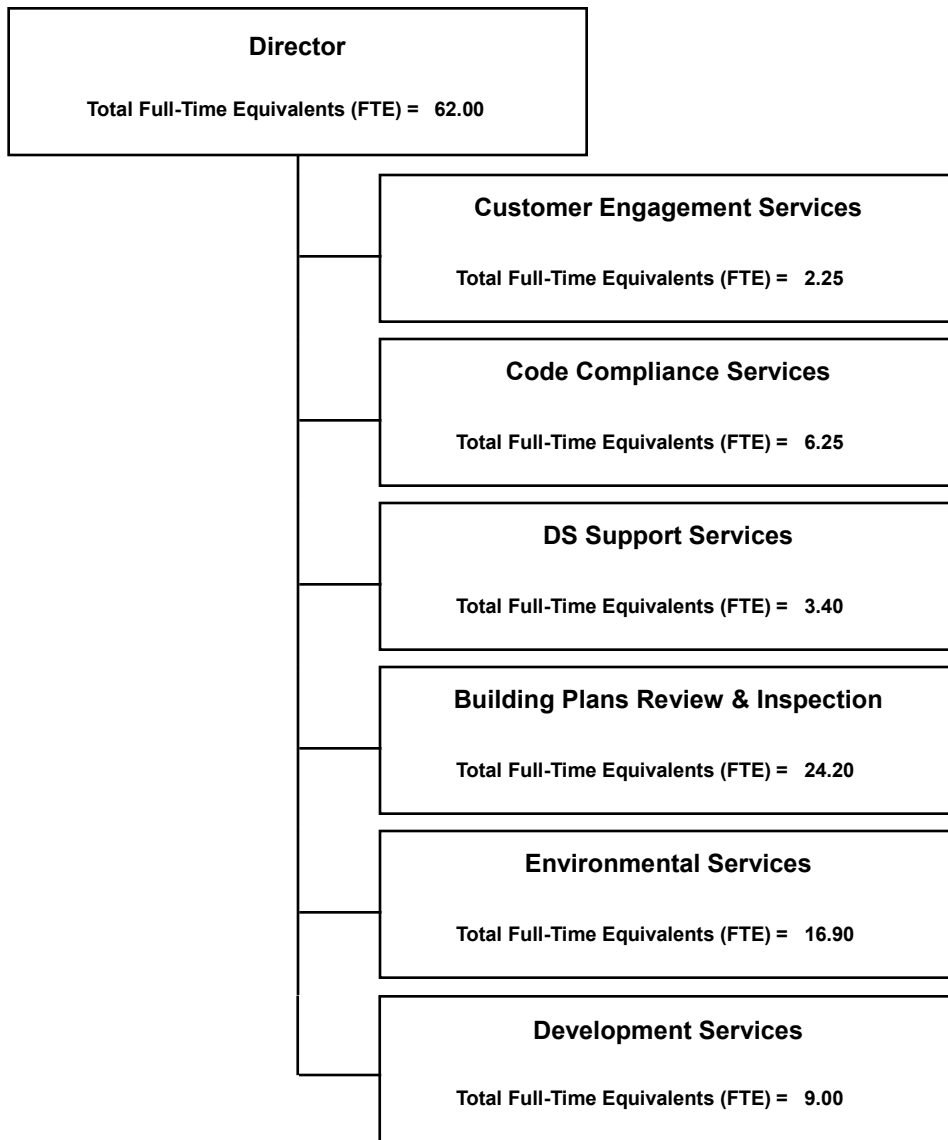 Director
Total Full-Time Equivalents (FTE) = 62.00
Customer Engagement Services
Total Full-Time Equivalents (FTE) = 2.25
Code Compliance Services
Total Full-Time Equivalents (FTE) = 6.25
DS Support Services
Total Full-Time Equivalents (FTE) = 3.40
Building Plans Review & Inspection
Total Full-Time Equivalents (FTE) = 24.20
Environmental Services
Total Full-Time Equivalents (FTE) = 16.90
Development Services
Total Full-Time Equivalents (FTE) = 9.00